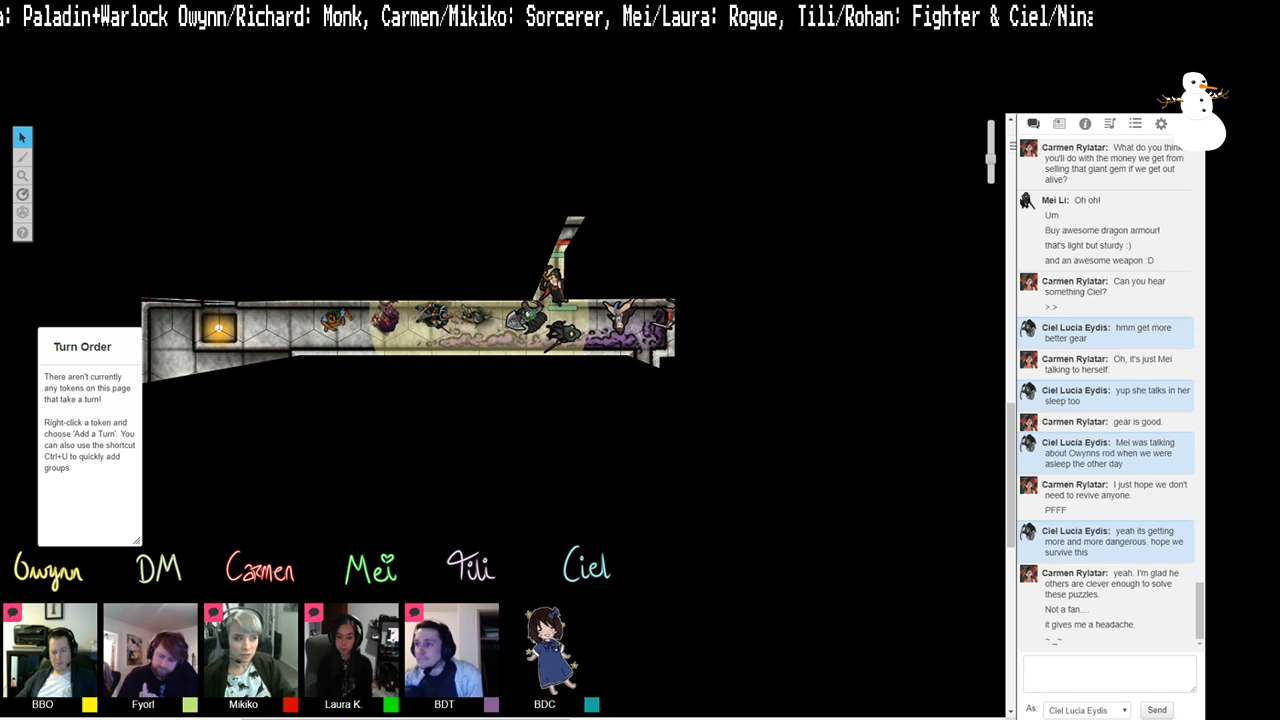 a: Paladin+Warlock Owynn/Richard: Monk, Carmen/Mikiko: Sorcerer, Mei/Laura: Rogue, Tili/Rohan: Fighter & Ciel/Nina
Carmen Rylatar: What do you think
you'll do with the money we get from
selling that giant gem if we get out
alive?
Mei Li: Oh oh!
Um
Buy awesome dragon armour!
that's light but sturdy :)
and an awesome weapon :D
Carmen Rylatar: Can you hear
something Ciel?
>.>
Ciel Lucia Eydis: hmm get more
better gear
Carmen Rylatar: Oh, it's just Mei
talking to herself.
Ciel Lucia Eydis: yup she talks in her
sleep too
Carmen Rylatar: gear is good.
Ciel Lucia Eydis: Mei was talking
about Owynns rod when we were
asleep the other day
Carmen Rylatar: I just hope we don't
need to revive anyone.
PFFF
Ciel Lucia Eydis: yeah its getting
more and more dangerous. hope we
survive this
Carmen Rylatar: yeah. I'm glad he
others are clever enough to solve
these puzzles.
Not a fan....
it gives me a headache.
~_~
As: Ciel Lucia Eydis Send
Turn Order
There aren't currently
any tokens on this page
that take a turn!
Right-click a token and
choose 'Add a Turn'. You
can also use the shortcut
Ctrl+U to quickly add
groups.
Owynn DM Carmen Mei Tili Ciel
BBO Fyorl Mikiko Laura K. BDT BDC